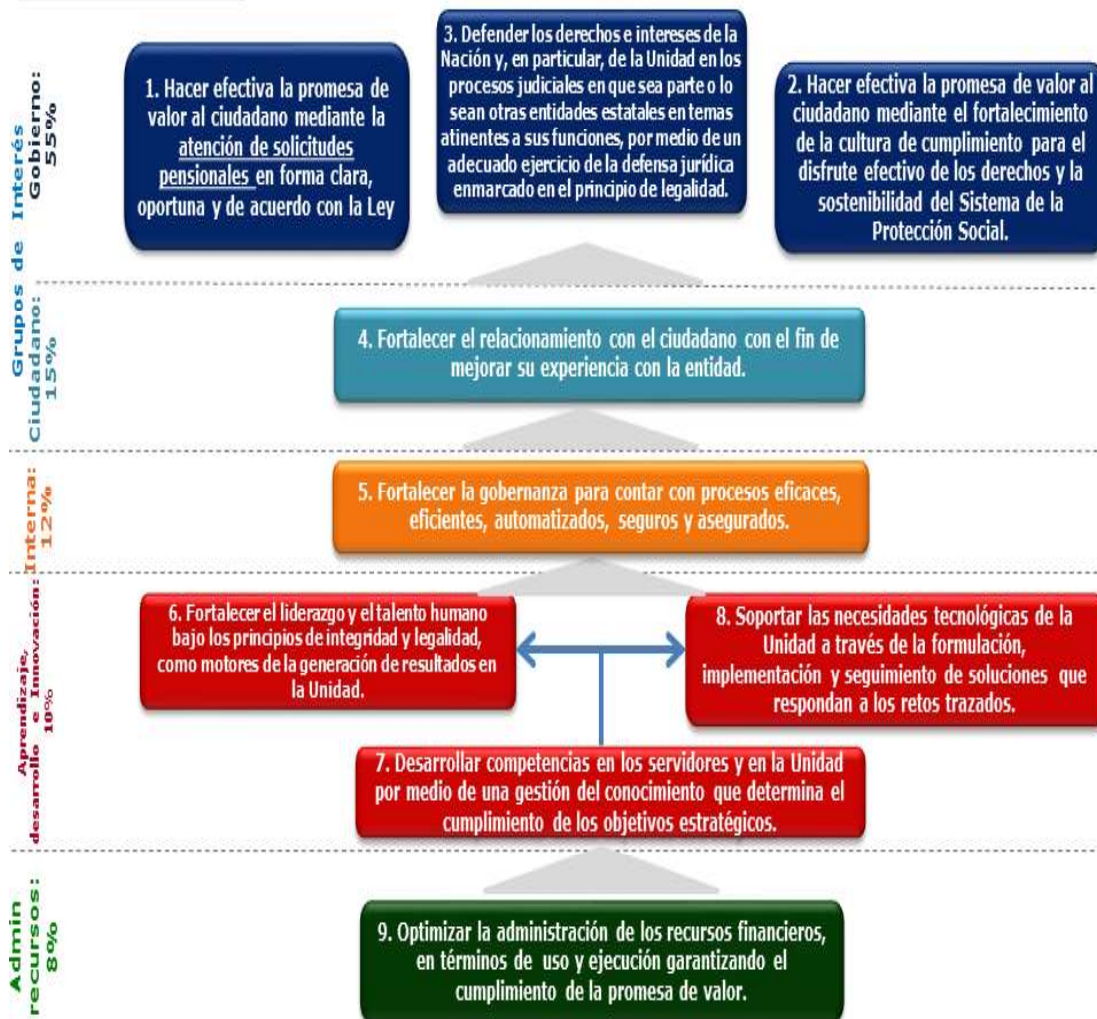 Grupos de Interés
Gobierno:
55%
1. Hacer efectiva la promesa de
valor al ciudadano mediante la
atención de solicitudes
pensionales en forma clara,
oportuna y de acuerdo con la Ley
3. Defender los derechos e intereses de la
Nación y, en particular, de la Unidad en los
procesos judiciales en que sea parte o lo
sean otras entidades estatales en temas
atinentes a sus funciones, por medio de un
adecuado ejercicio de la defensa jurídica
enmarcado en el principio de legalidad.
2. Hacer efectiva la promesa de valor al
ciudadano mediante el fortalecimiento
de la cultura de cumplimiento para el
disfrute efectivo de los derechos y la
sostenibilidad del Sistema de la
Protección Social.
Ciudadano:
15%
4. Fortalecer el relacionamiento con el ciudadano con el fin de
mejorar su experiencia con la entidad.
Interna:
12%
5. Fortalecer la gobernanza para contar con procesos eficaces,
eficientes, automatizados, seguros y asegurados.
Aprendizaje,
desarrollo e Innovación:
10%
6. Fortalecer el liderazgo y el talento humano
bajo los principios de integridad y legalidad,
como motores de la generación de resultados en
la Unidad.
8. Soportar las necesidades tecnológicas de la
Unidad a través de la formulación,
implementación y seguimiento de soluciones que
respondan a los retos trazados.
7. Desarrollar competencias en los servidores y en la Unidad
por medio de una gestión del conocimiento que determina el
cumplimiento de los objetivos estratégicos.
Admin
recursos:
8%
9. Optimizar la administración de los recursos financieros,
en términos de uso y ejecución garantizando el
cumplimiento de la promesa de valor.